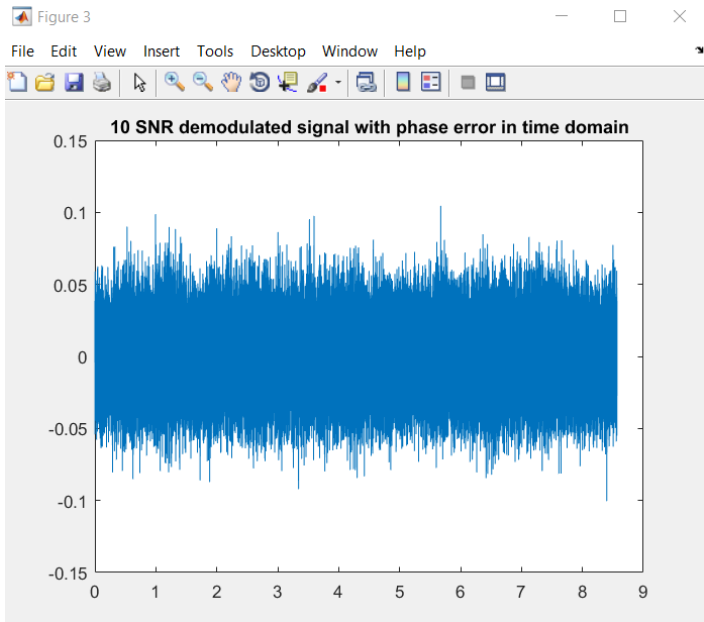 Figure 3
File Edit View Insert Tools Desktop Window Help
10 SNR demodulated signal with phase error in time domain
0.15
0.1
0.05
0
-0.05
-0.1
-0.15
0 1 2 3 4 5 6 7 8 9